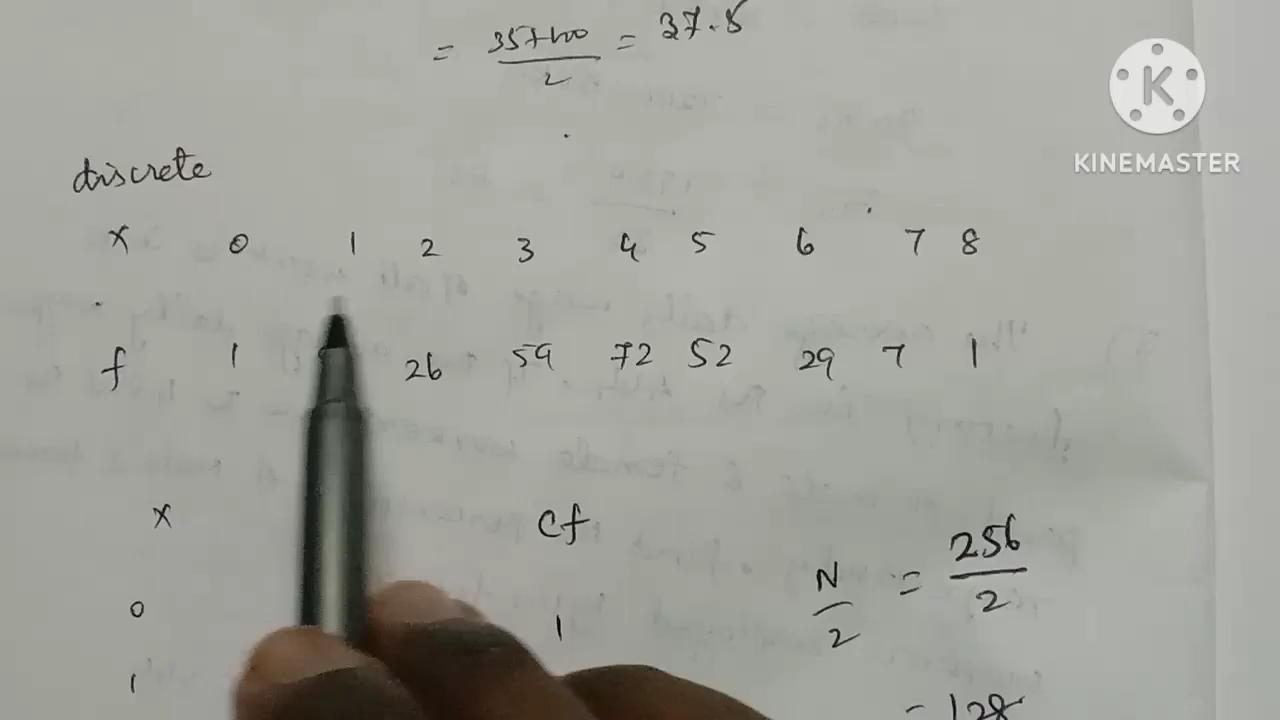 = 35+40 / 2 = 37.5
K
KINEMASTER
discrete
x 0 1 2 3 4 5 6 7 8
f 1 26 59 72 52 29 7 1
x cf
N/2 = 256/2
0 1
1
= 128